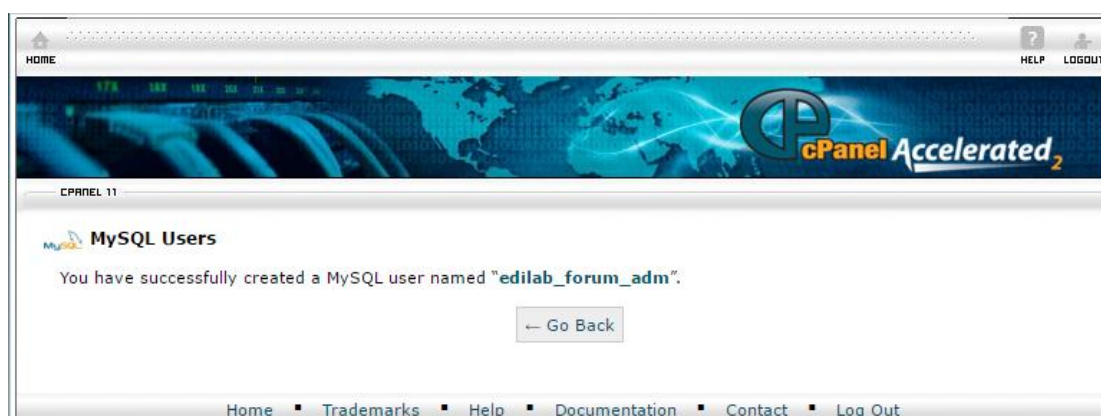 HOME
HELP LOGOUT
cPanel Accelerated2
CPANEL 11
MySQL MySQL Users
You have successfully created a MySQL user named “edilab_forum_adm”.
← Go Back
Home ▪ Trademarks ▪ Help ▪ Documentation ▪ Contact ▪ Log Out